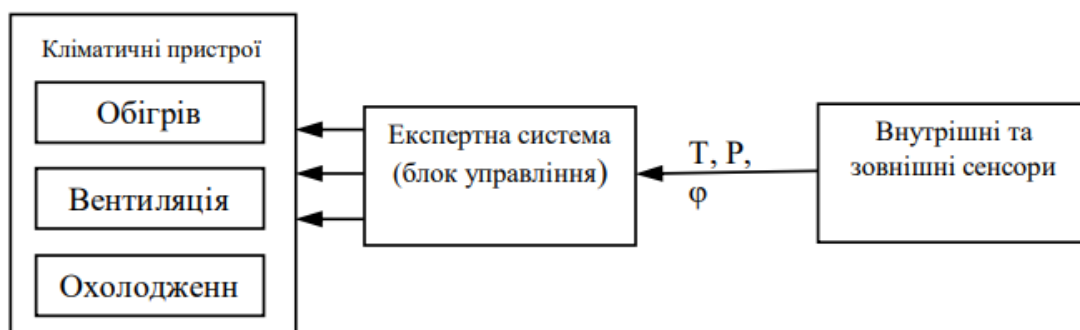 Кліматичні пристрої
Обігрів
Вентиляція
Охолодженн
Експертна система
(блок управління)
Т, Р,
φ
Внутрішні та
зовнішні сенсори